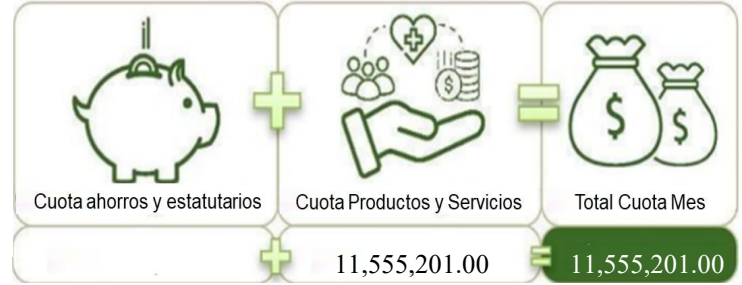 Cuota ahorros y estatutarios
Cuota Productos y Servicios
Total Cuota Mes
11,555,201.00
11,555,201.00